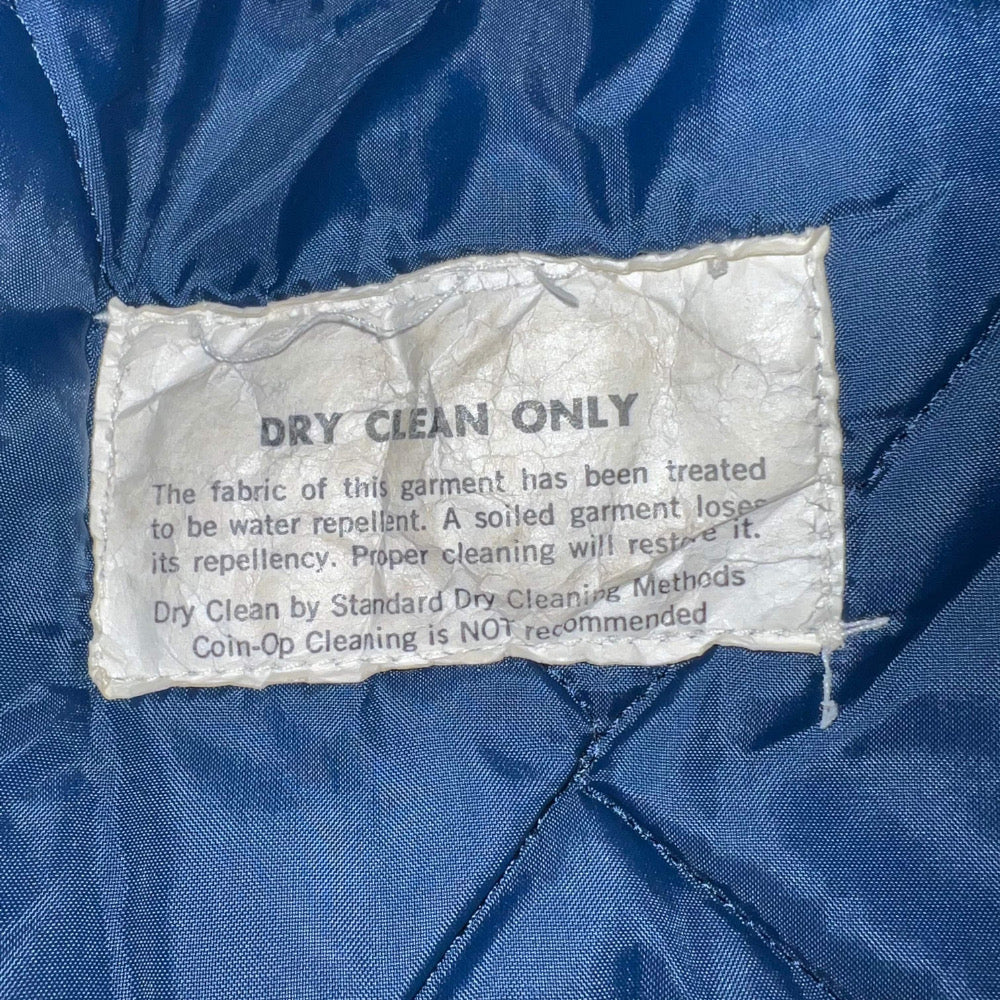 DRY CLEAN ONLY
The fabric of this garment has been treated
to be water repellent. A soiled garment loses
its repellency. Proper cleaning will restore it.
Dry Clean by Standard Dry Cleaning Methods
Coin-Op Cleaning is NOT recommended